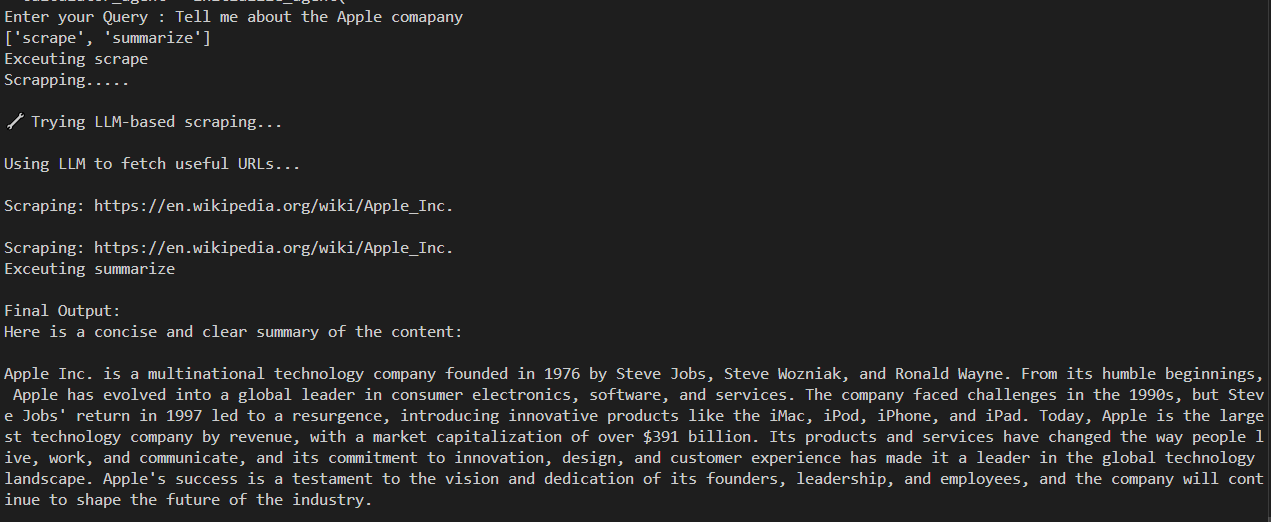 Enter your Query : Tell me about the Apple comapany
['scrape', 'summarize']
Exceuting scrape
Scrapping.....
Trying LLM-based scraping...
Using LLM to fetch useful URLs...
Scraping: https://en.wikipedia.org/wiki/Apple_Inc.
Scraping: https://en.wikipedia.org/wiki/Apple_Inc.
Exceuting summarize
Final Output:
Here is a concise and clear summary of the content:
Apple Inc. is a multinational technology company founded in 1976 by Steve Jobs, Steve Wozniak, and Ronald Wayne. From its humble beginnings,
 Apple has evolved into a global leader in consumer electronics, software, and services. The company faced challenges in the 1990s, but Stev
e Jobs' return in 1997 led to a resurgence, introducing innovative products like the iMac, iPod, iPhone, and iPad. Today, Apple is the large
st technology company by revenue, with a market capitalization of over $391 billion. Its products and services have changed the way people l
ive, work, and communicate, and its commitment to innovation, design, and customer experience has made it a leader in the global technology
landscape. Apple's success is a testament to the vision and dedication of its founders, leadership, and employees, and the company will cont
inue to shape the future of the industry.